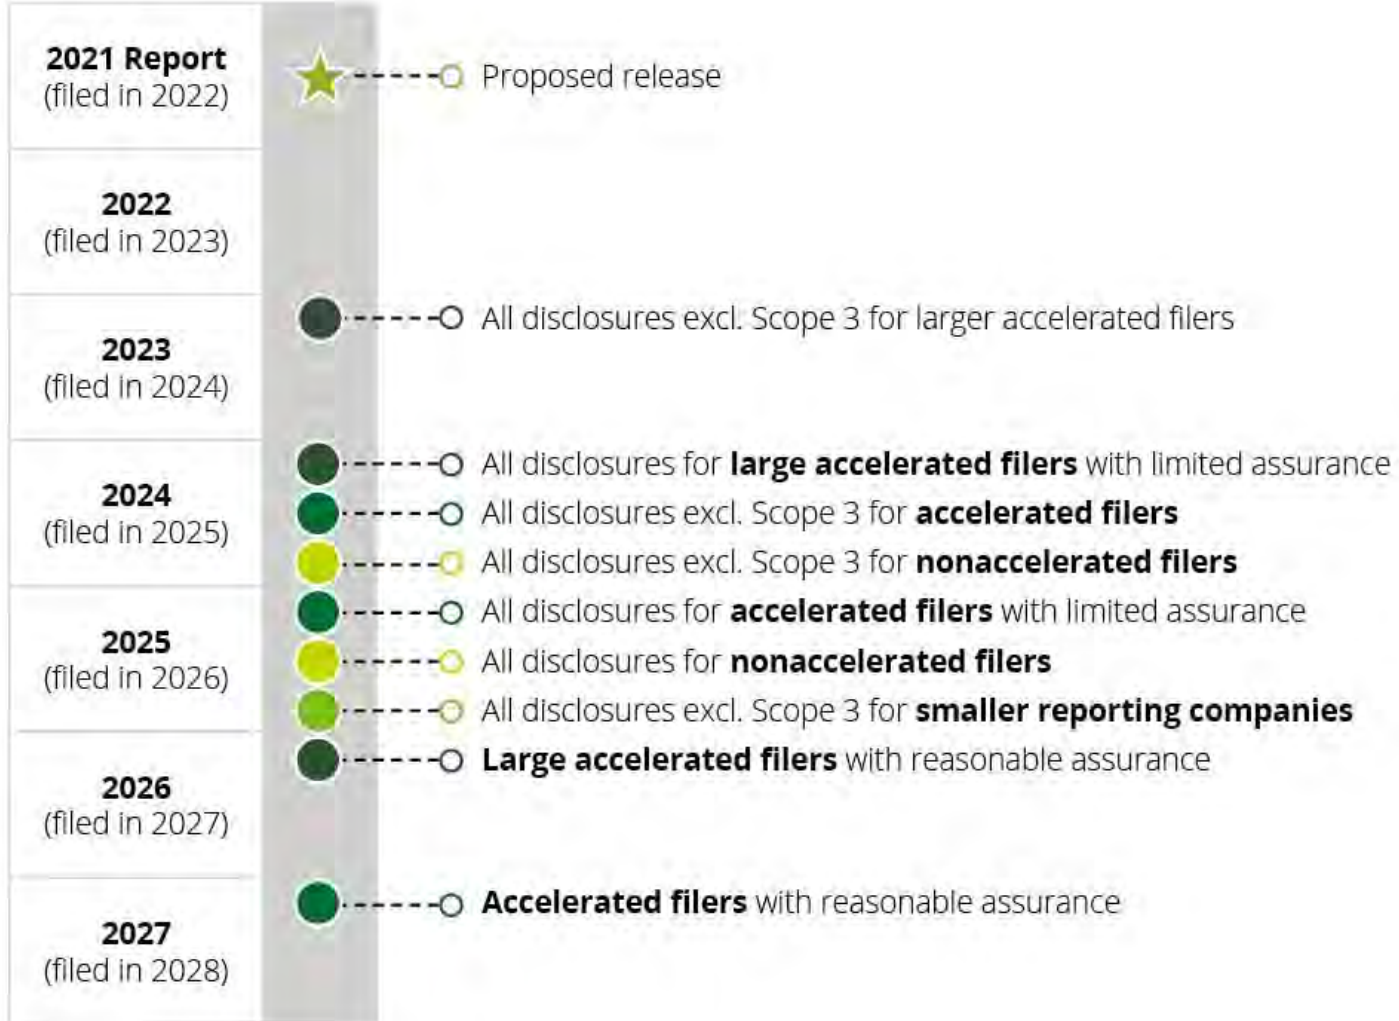 2021 Report
(filed in 2022)
Proposed release
2022
(filed in 2023)
All disclosures excl. Scope 3 for larger accelerated filers
2023
(filed in 2024)
All disclosures for large accelerated filers with limited assurance
2024
(filed in 2025)
All disclosures excl. Scope 3 for accelerated filers
All disclosures excl. Scope 3 for nonaccelerated filers
All disclosures for accelerated filers with limited assurance
2025
(filed in 2026)
All disclosures for nonaccelerated filers
All disclosures excl. Scope 3 for smaller reporting companies
Large accelerated filers with reasonable assurance
2026
(filed in 2027)
Accelerated filers with reasonable assurance
2027
(filed in 2028)